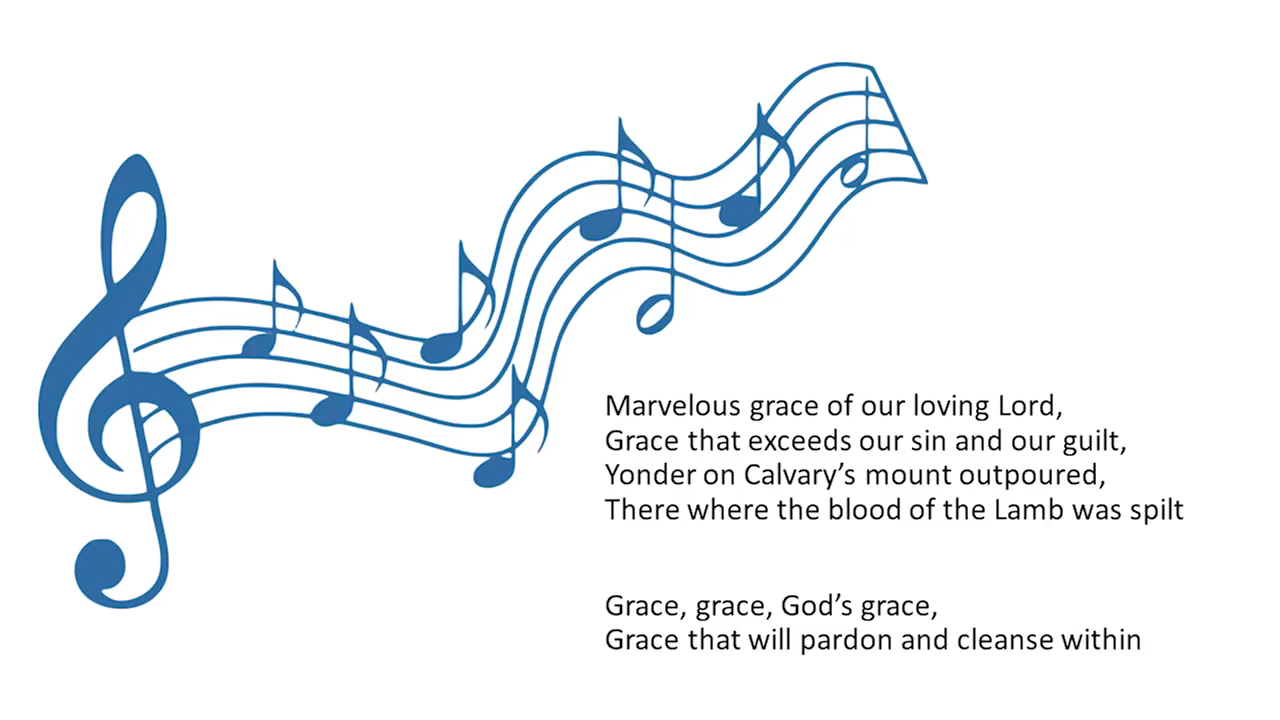 Marvelous grace of our loving Lord,
Grace that exceeds our sin and our guilt,
Yonder on Calvary’s mount outpoured,
There where the blood of the Lamb was spilt
Grace, grace, God’s grace,
Grace that will pardon and cleanse within